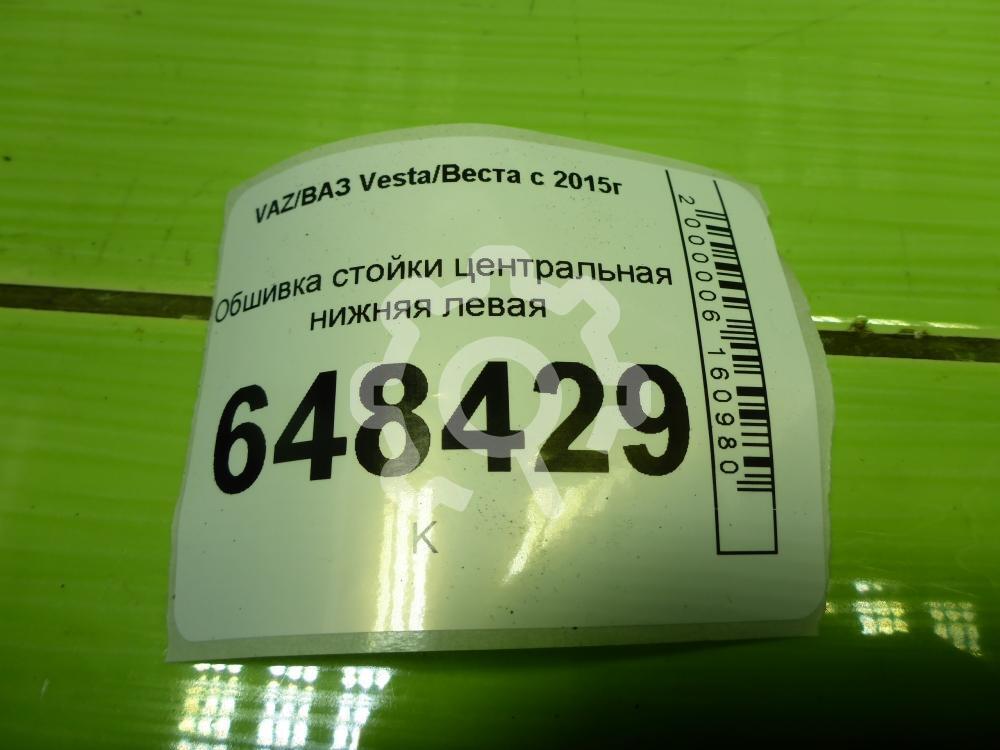 VAZ/ВАЗ Vesta/Веста с 2015г
Обшивка стойки центральная
нижняя левая
648429
К
2000006160980